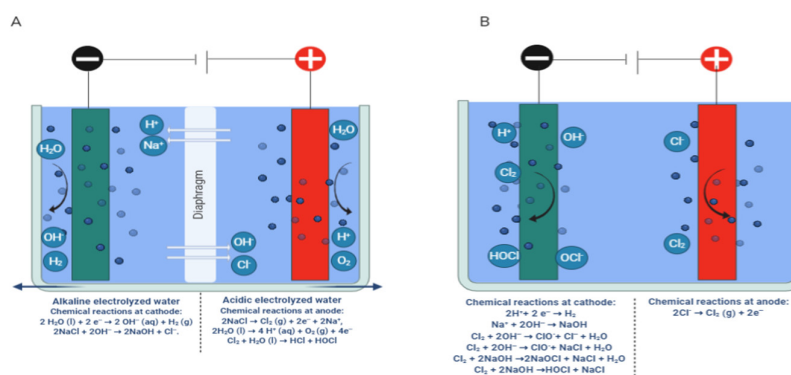 A
B
H⁺
Na⁺
H₂O
H₂O
Diaphragm
OH⁻
H₂
OH⁻
Cl⁻
H⁺
O₂
H⁺
OH⁻
Cl₂
HOCl
OCl⁻
Cl⁻
Cl₂
Alkaline electrolyzed water
Chemical reactions at cathode:
2 H₂O (l) + 2 e⁻ → 2 OH⁻ (aq) + H₂ (g)
2NaCl + 2OH⁻ → 2NaOH + Cl⁻.
Acidic electrolyzed water
Chemical reactions at anode:
2NaCl → Cl₂ (g) + 2e⁻ + 2Na⁺,
2H₂O (l) → 4 H⁺ (aq) + O₂ (g) + 4e⁻
Cl₂ + H₂O (l) → HCl + HOCl
Chemical reactions at cathode:
2H⁺ + 2 e⁻ → H₂
Na⁺ + 2OH⁻ → NaOH
Cl₂ + 2OH⁻ → ClO⁻ + Cl⁻ + H₂O
Cl₂ + 2OH⁻ → ClO⁻ + NaCl + H₂O
Cl₂ + 2NaOH →2NaOCl + NaCl + H₂O
Cl₂ + 2NaOH →HOCl + NaCl
Chemical reactions at anode:
2Cl⁻ → Cl₂ (g) + 2e⁻